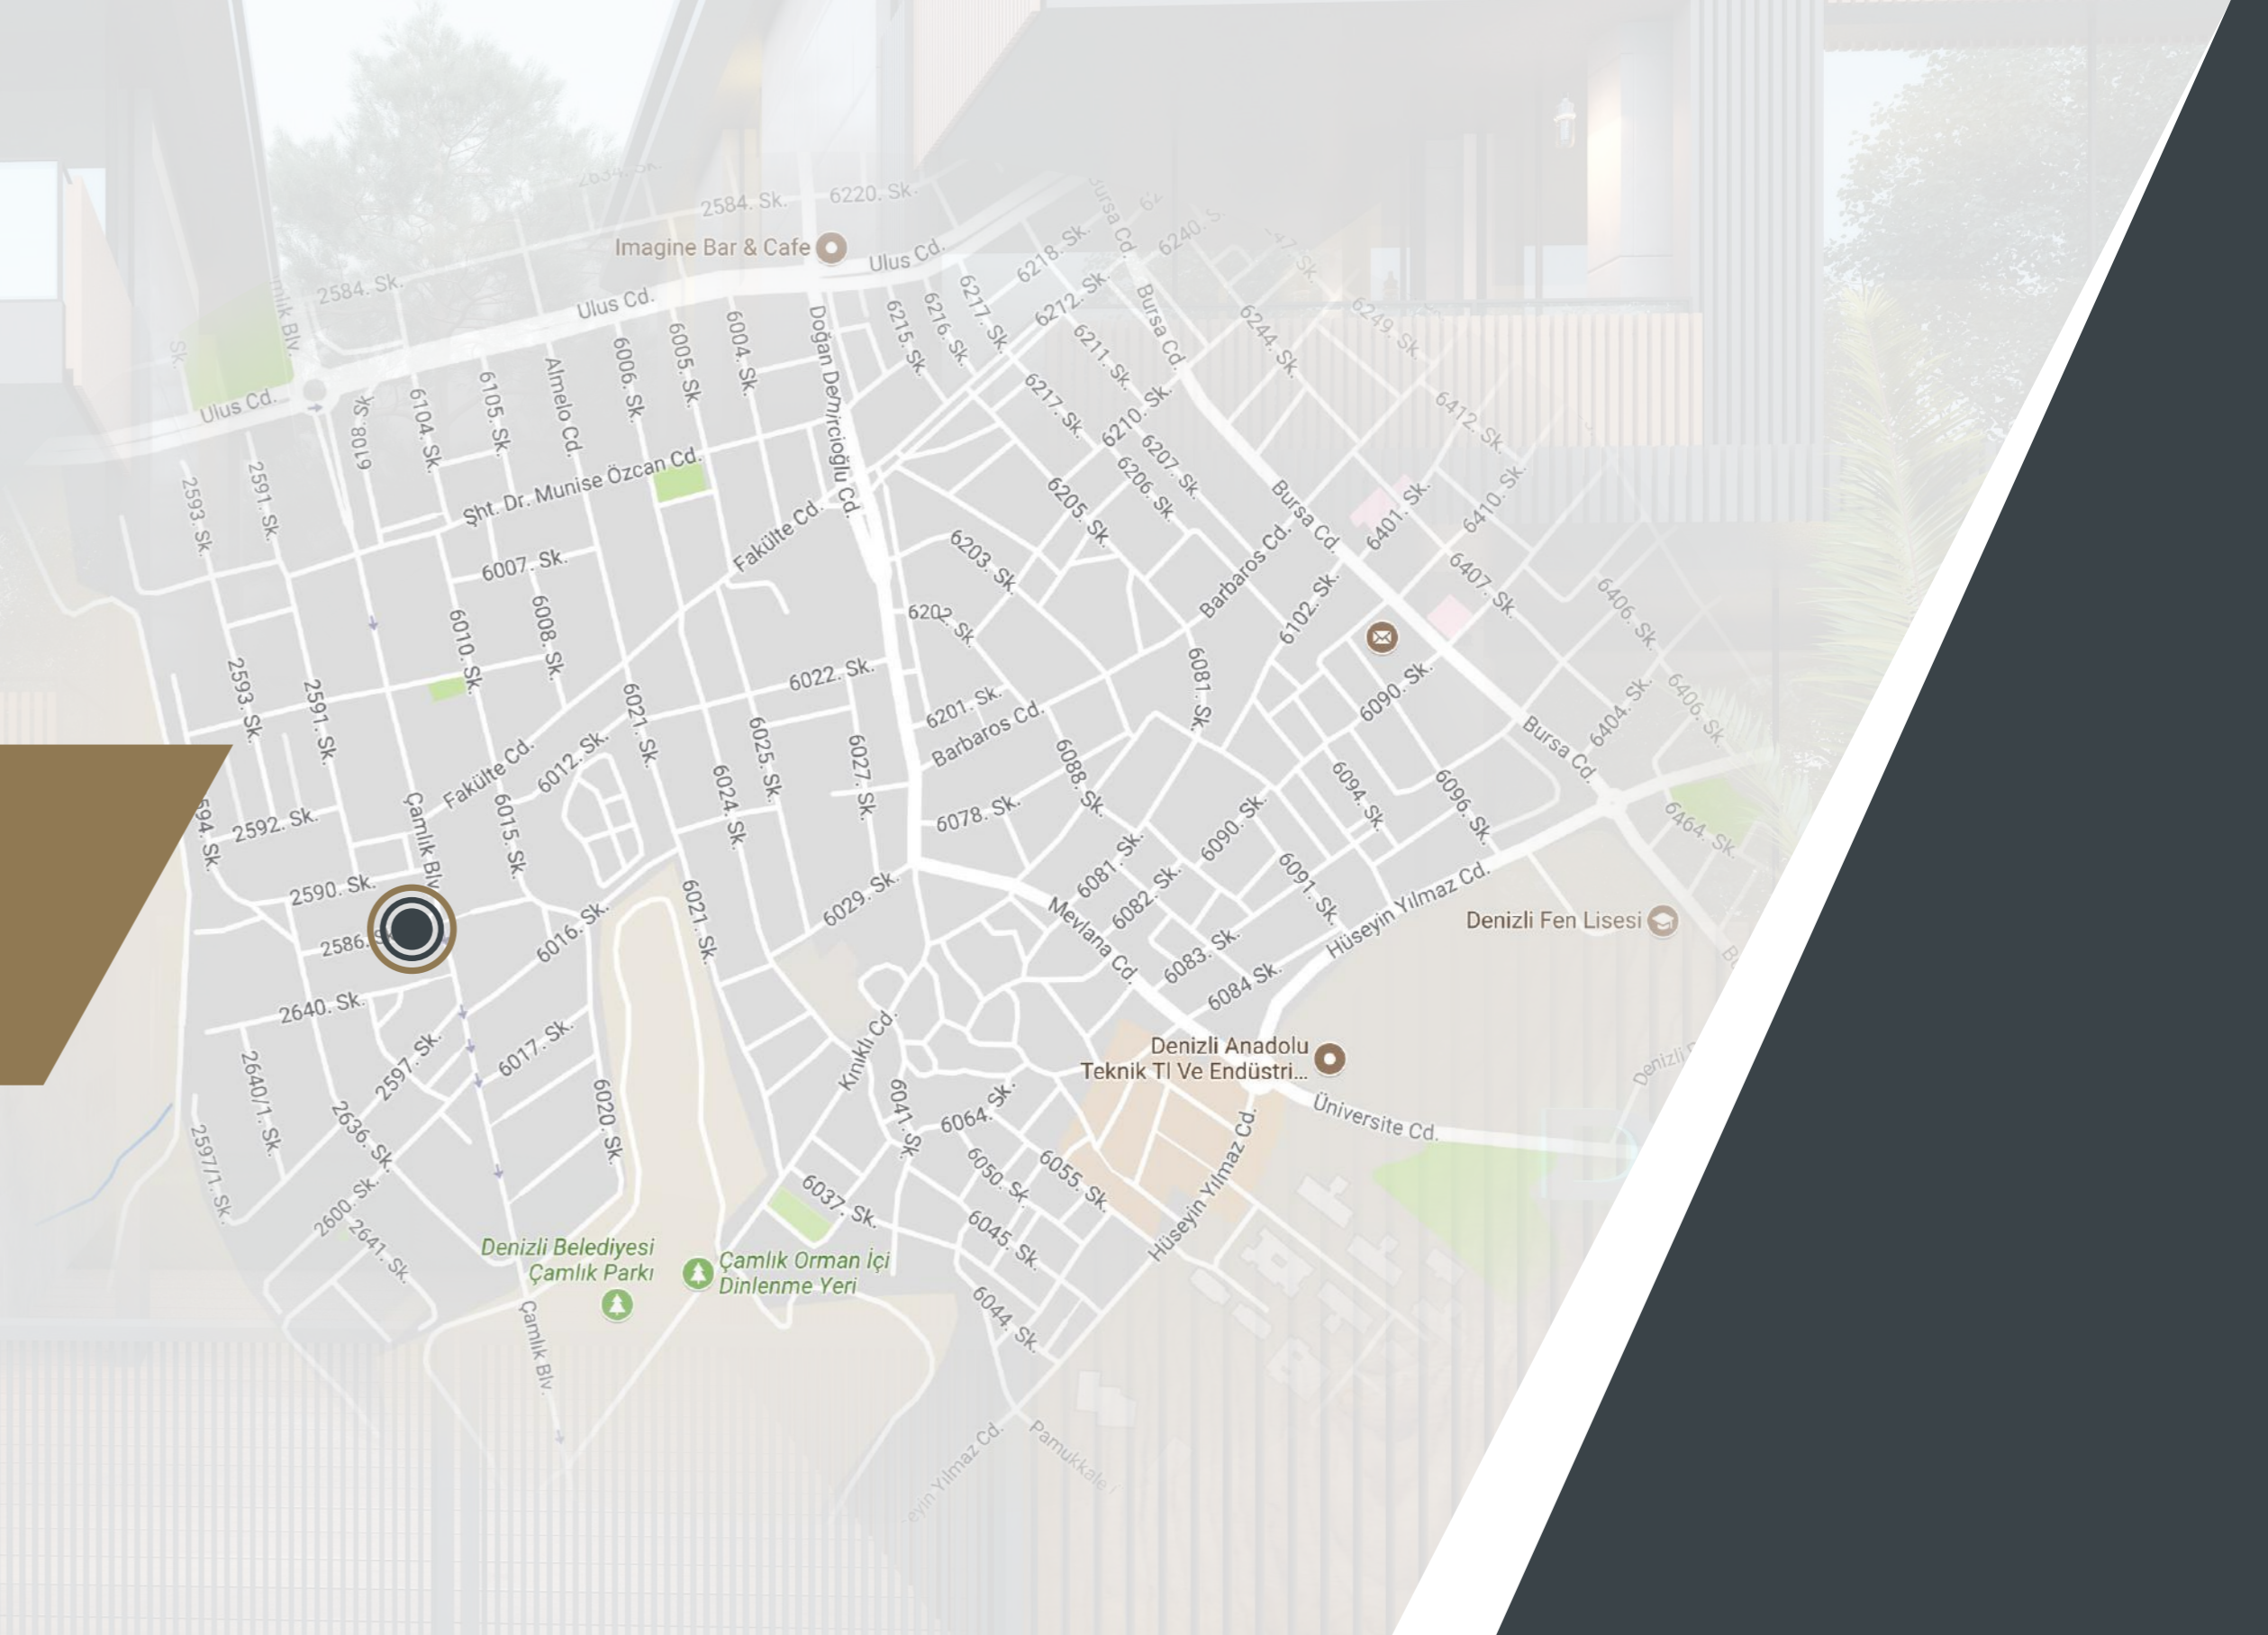 2634. Sk.
2584. Sk.
6220. Sk.
Imagine Bar & Cafe
Ulus Cd.
6218. Sk.
Bursa Cd.
2584. Sk.
Ulus Cd.
6215. Sk.
6216. Sk.
6217. Sk.
6212. Sk.
6211. Sk.
Bursa Cd.
6244. Sk.
6249. Sk.
Ulus Cd.
6108. Sk.
6104. Sk.
6105. Sk.
Almelo Cd.
6006. Sk.
6005. Sk.
6004. Sk.
Doğan Demircioğlu Cd.
6217. Sk.
6210. Sk.
6207. Sk.
6206. Sk.
6412. Sk.
2593. Sk.
2591. Sk.
Şht. Dr. Munise Özcan Cd.
Fakülte Cd.
6205. Sk.
Bursa Cd.
6401. Sk.
6410. Sk.
6007. Sk.
6203. Sk.
Barbaros Cd.
6407. Sk.
6010. Sk.
6008. Sk.
6202. Sk.
6102. Sk.
6406. Sk.
2593. Sk.
2591. Sk.
6022. Sk.
6081. Sk.
6090. Sk.
6021. Sk.
6201. Sk.
Barbaros Cd.
6404. Sk.
6406. Sk.
Fakülte Cd.
6012. Sk.
6025. Sk.
6027. Sk.
6088. Sk.
Bursa Cd.
594. Sk.
2592. Sk.
Çamlık Blv.
6015. Sk.
6024. Sk.
6078. Sk.
6090. Sk.
6094. Sk.
6096. Sk.
6464. Sk.
2590. Sk.
6016. Sk.
6021. Sk.
6029. Sk.
6081. Sk.
6082. Sk.
6091. Sk.
Hüseyin Yılmaz Cd.
Denizli Fen Lisesi
2586. S
Mevlana Cd.
6083. Sk.
6084 Sk.
2640. Sk.
2597. Sk.
6017. Sk.
Kınıklı Cd.
Denizli Anadolu
Teknik Tl Ve Endüstri...
Denizli
2640/1. Sk.
2636. Sk.
6020. Sk.
6041. Sk.
6064. Sk.
Üniversite Cd.
2597/1. Sk.
6050. Sk.
6055. Sk.
Hüseyin Yılmaz Cd.
2600. Sk.
2641. Sk.
6037. Sk.
6045. Sk.
Denizli Belediyesi
Çamlık Parkı
Çamlık Orman İçi
Dinlenme Yeri
6044. Sk.
Çamlık Blv.
eyin Yılmaz Cd.
Pamukkale